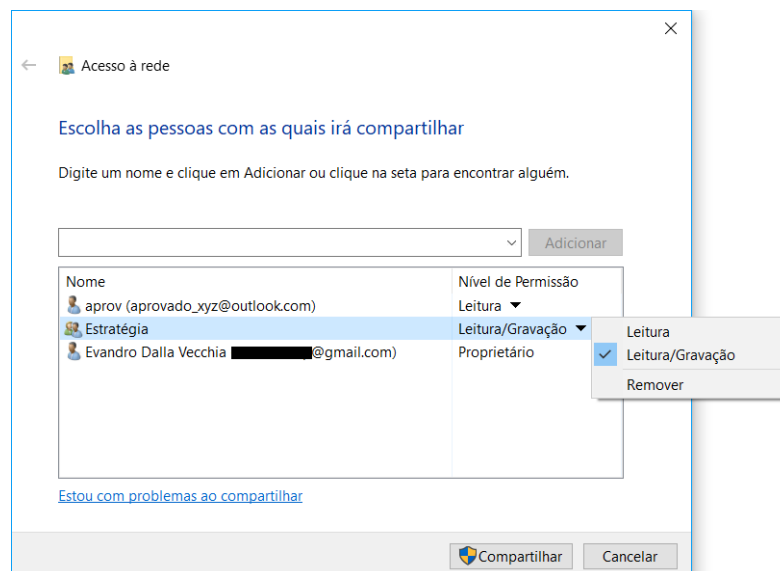 Acesso à rede
Escolha as pessoas com as quais irá compartilhar
Digite um nome e clique em Adicionar ou clique na seta para encontrar alguém.
Adicionar
Nome Nível de Permissão
aprov (aprovado_xyz@outlook.com) Leitura
Estratégia Leitura/Gravação
Evandro Dalla Vecchia @gmail.com) Proprietário
Leitura
Leitura/Gravação
Remover
Estou com problemas ao compartilhar
Compartilhar Cancelar